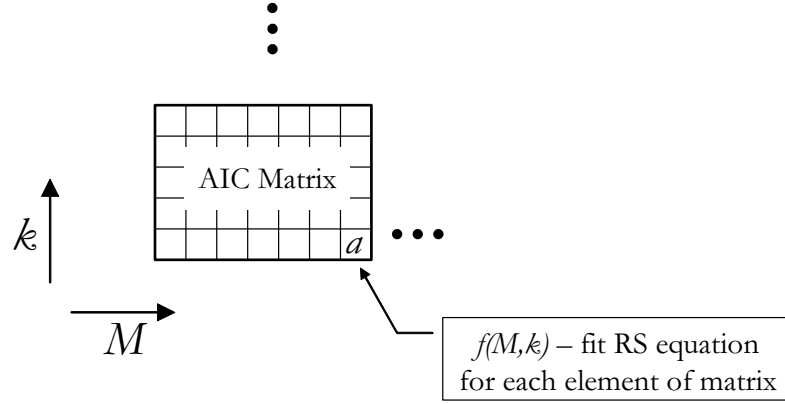 AIC Matrix
a
k
M
f(M,k) – fit RS equation
for each element of matrix